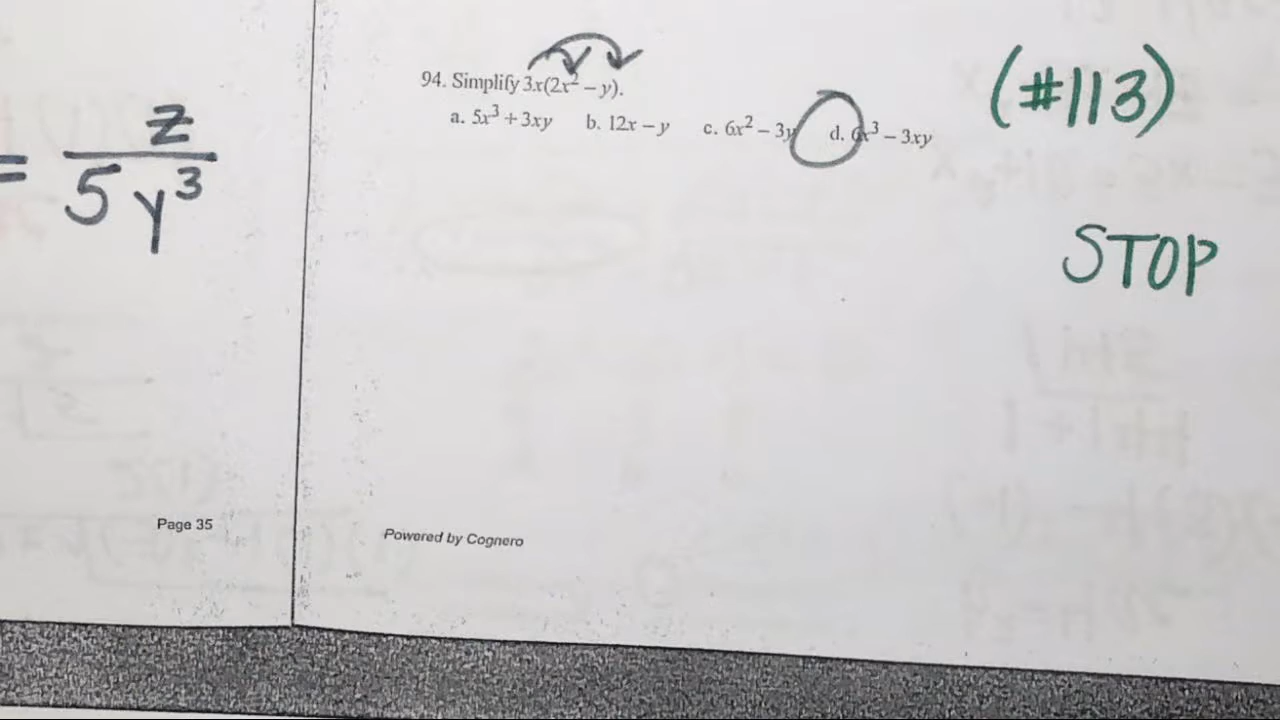 = z / 5y³
94. Simplify 3x(2x² – y).
a. 5x³ + 3xy b. 12x – y c. 6x² – 3y d. 6x³ – 3xy
(#113)
STOP
Page 35
Powered by Cognero